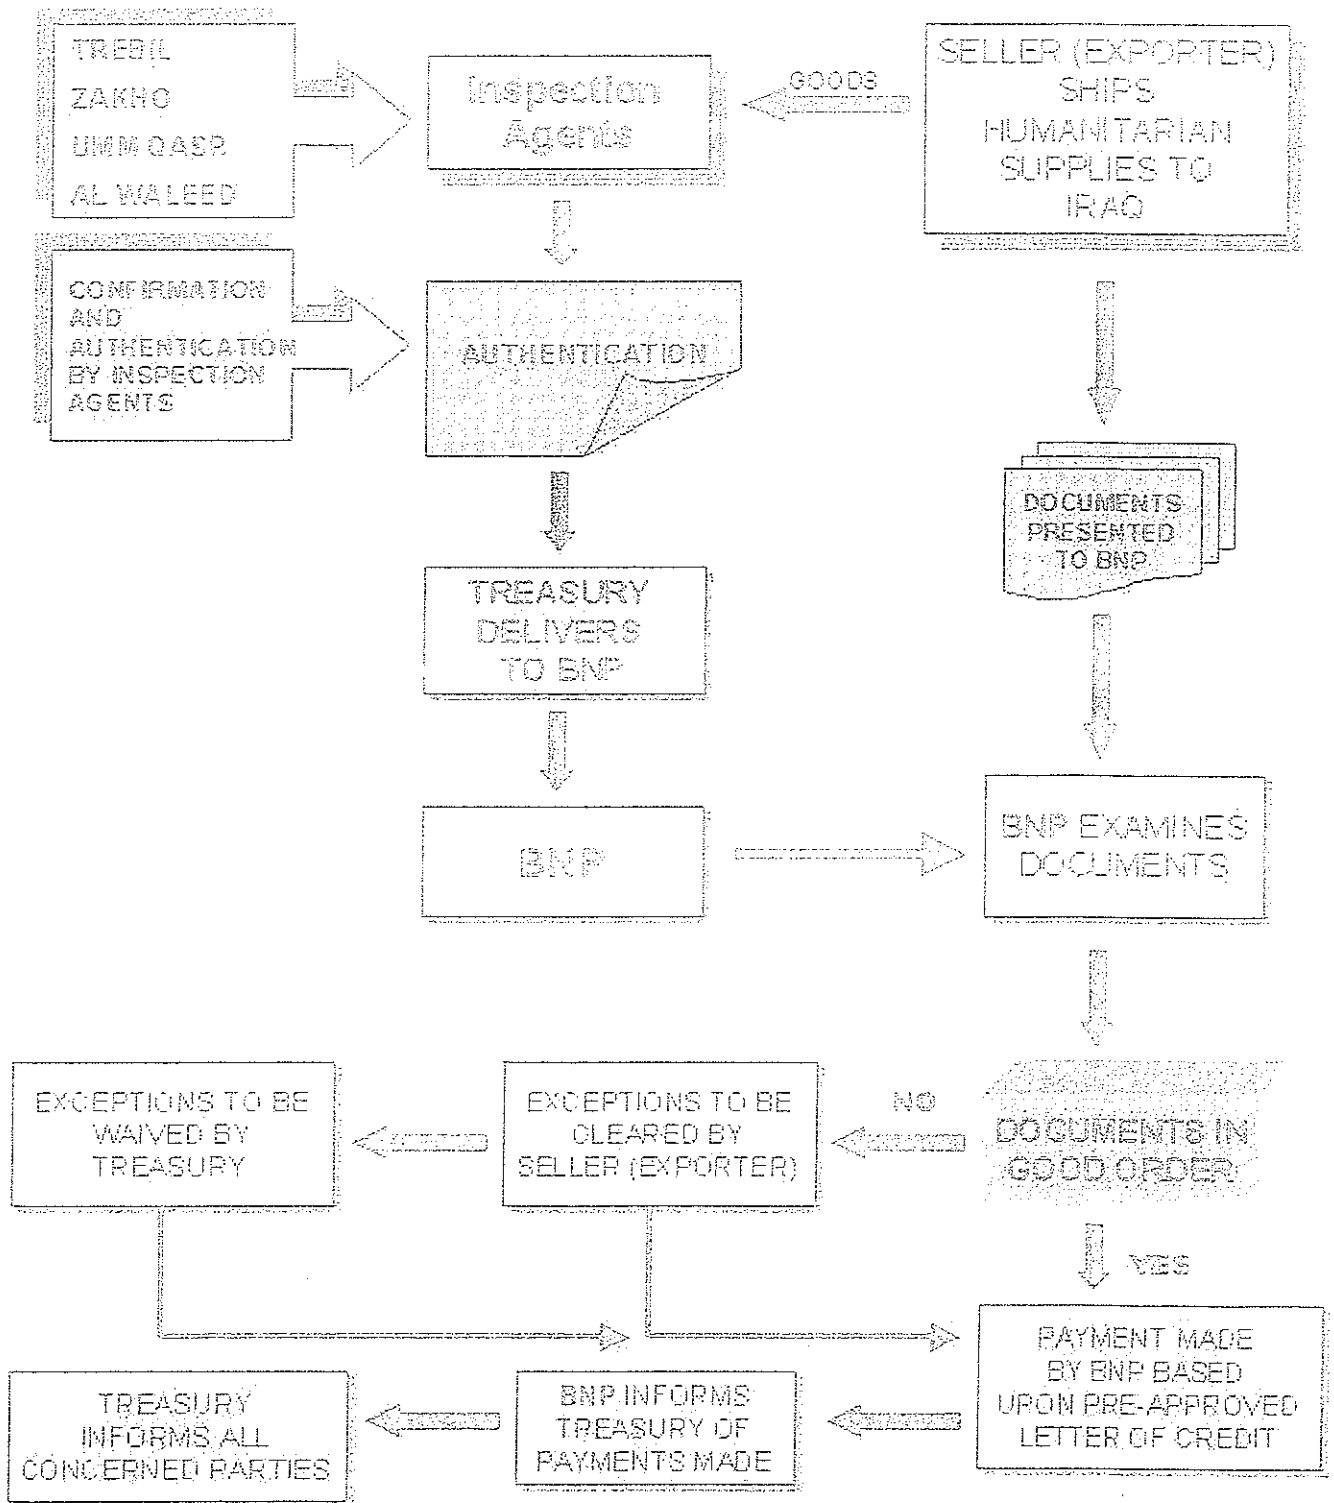 TREBIL
ZAKHO
UMM QASR
AL WALEED
Inspection
Agents
GOODS
SELLER (EXPORTER)
SHIPS
HUMANITARIAN
SUPPLIES TO
IRAQ
CONFIRMATION
AND
AUTHENTICATION
BY INSPECTION
AGENTS
AUTHENTICATION
DOCUMENTS
PRESENTED
TO BNP
TREASURY
DELIVERS
TO BNP
BNP
BNP EXAMINES
DOCUMENTS
EXCEPTIONS TO BE
WAIVED BY
TREASURY
EXCEPTIONS TO BE
CLEARED BY
SELLER (EXPORTER)
NO
DOCUMENTS IN
GOOD ORDER
YES
TREASURY
INFORMS ALL
CONCERNED PARTIES
BNP INFORMS
TREASURY OF
PAYMENTS MADE
PAYMENT MADE
BY BNP BASED
UPON PRE-APPROVED
LETTER OF CREDIT